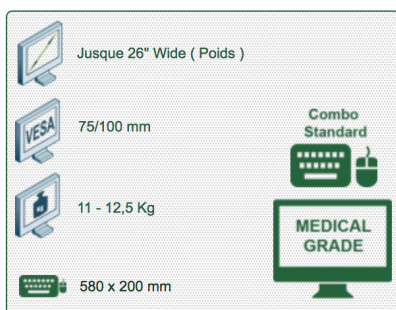 Jusque 26" Wide ( Poids )
VESA
75/100 mm
Combo
Standard
KG
11 - 12,5 Kg
MEDICAL
GRADE
580 x 200 mm